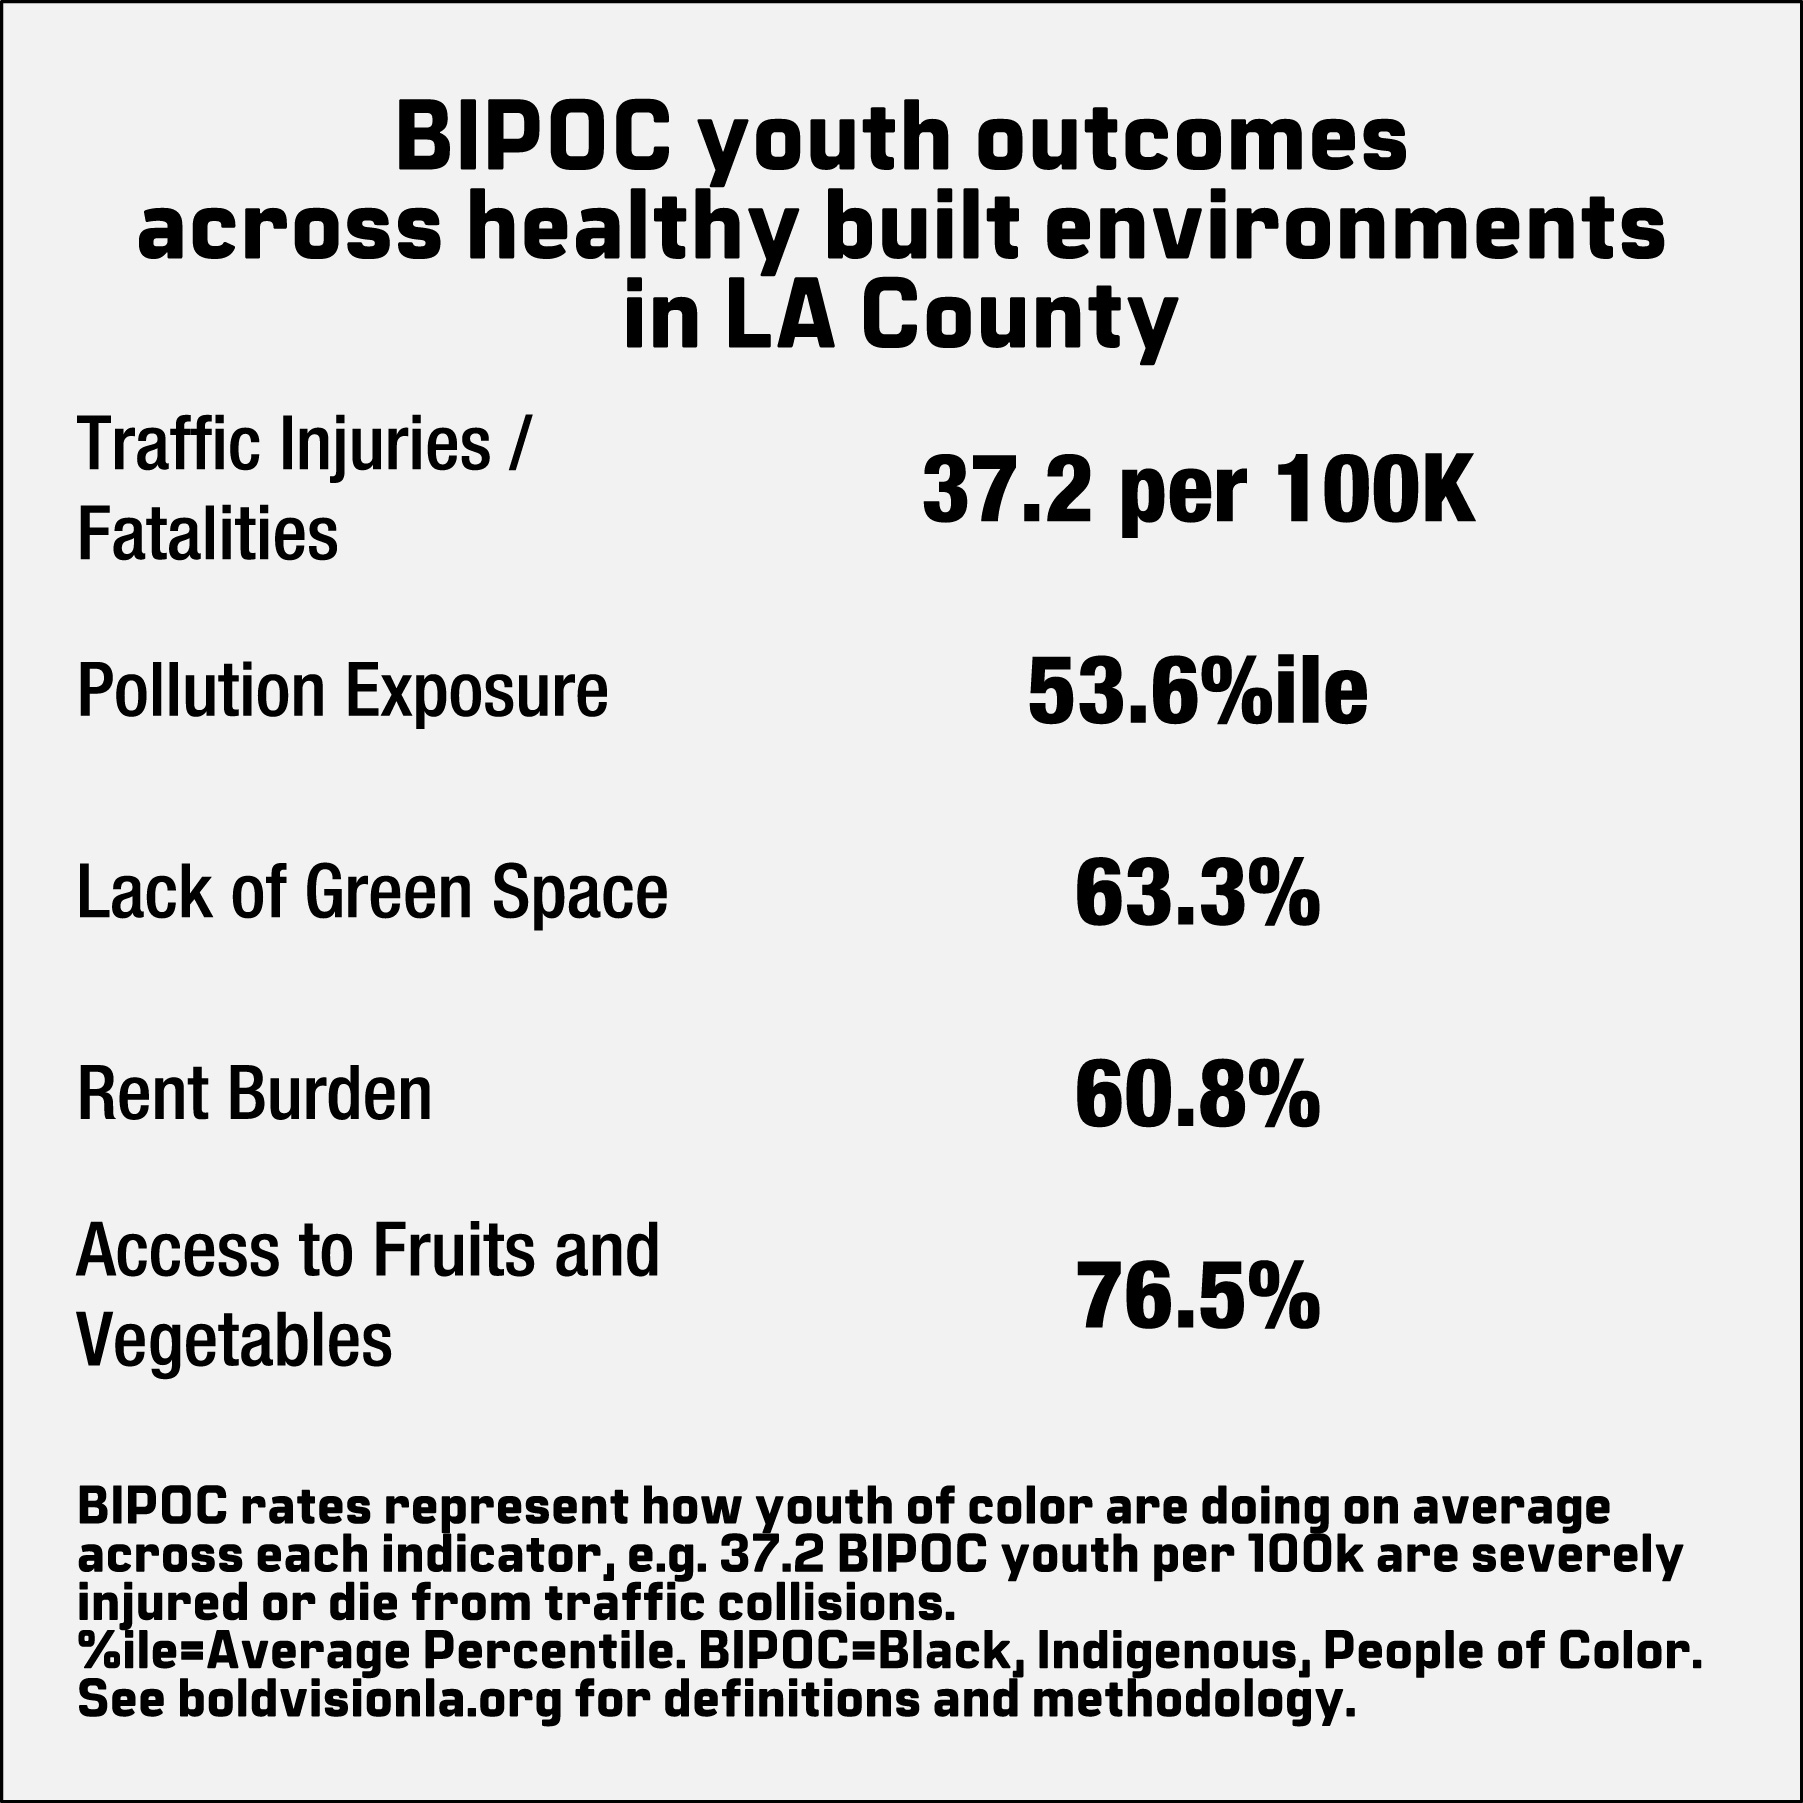 BIPOC youth outcomes
across healthy built environments
in LA County
Traffic Injuries /
Fatalities
37.2 per 100K
Pollution Exposure
53.6%ile
Lack of Green Space
63.3%
Rent Burden
60.8%
Access to Fruits and
Vegetables
76.5%
BIPOC rates represent how youth of color are doing on average
across each indicator, e.g. 37.2 BIPOC youth per 100k are severely
injured or die from traffic collisions.
%ile=Average Percentile. BIPOC=Black, Indigenous, People of Color.
See boldvisionla.org for definitions and methodology.